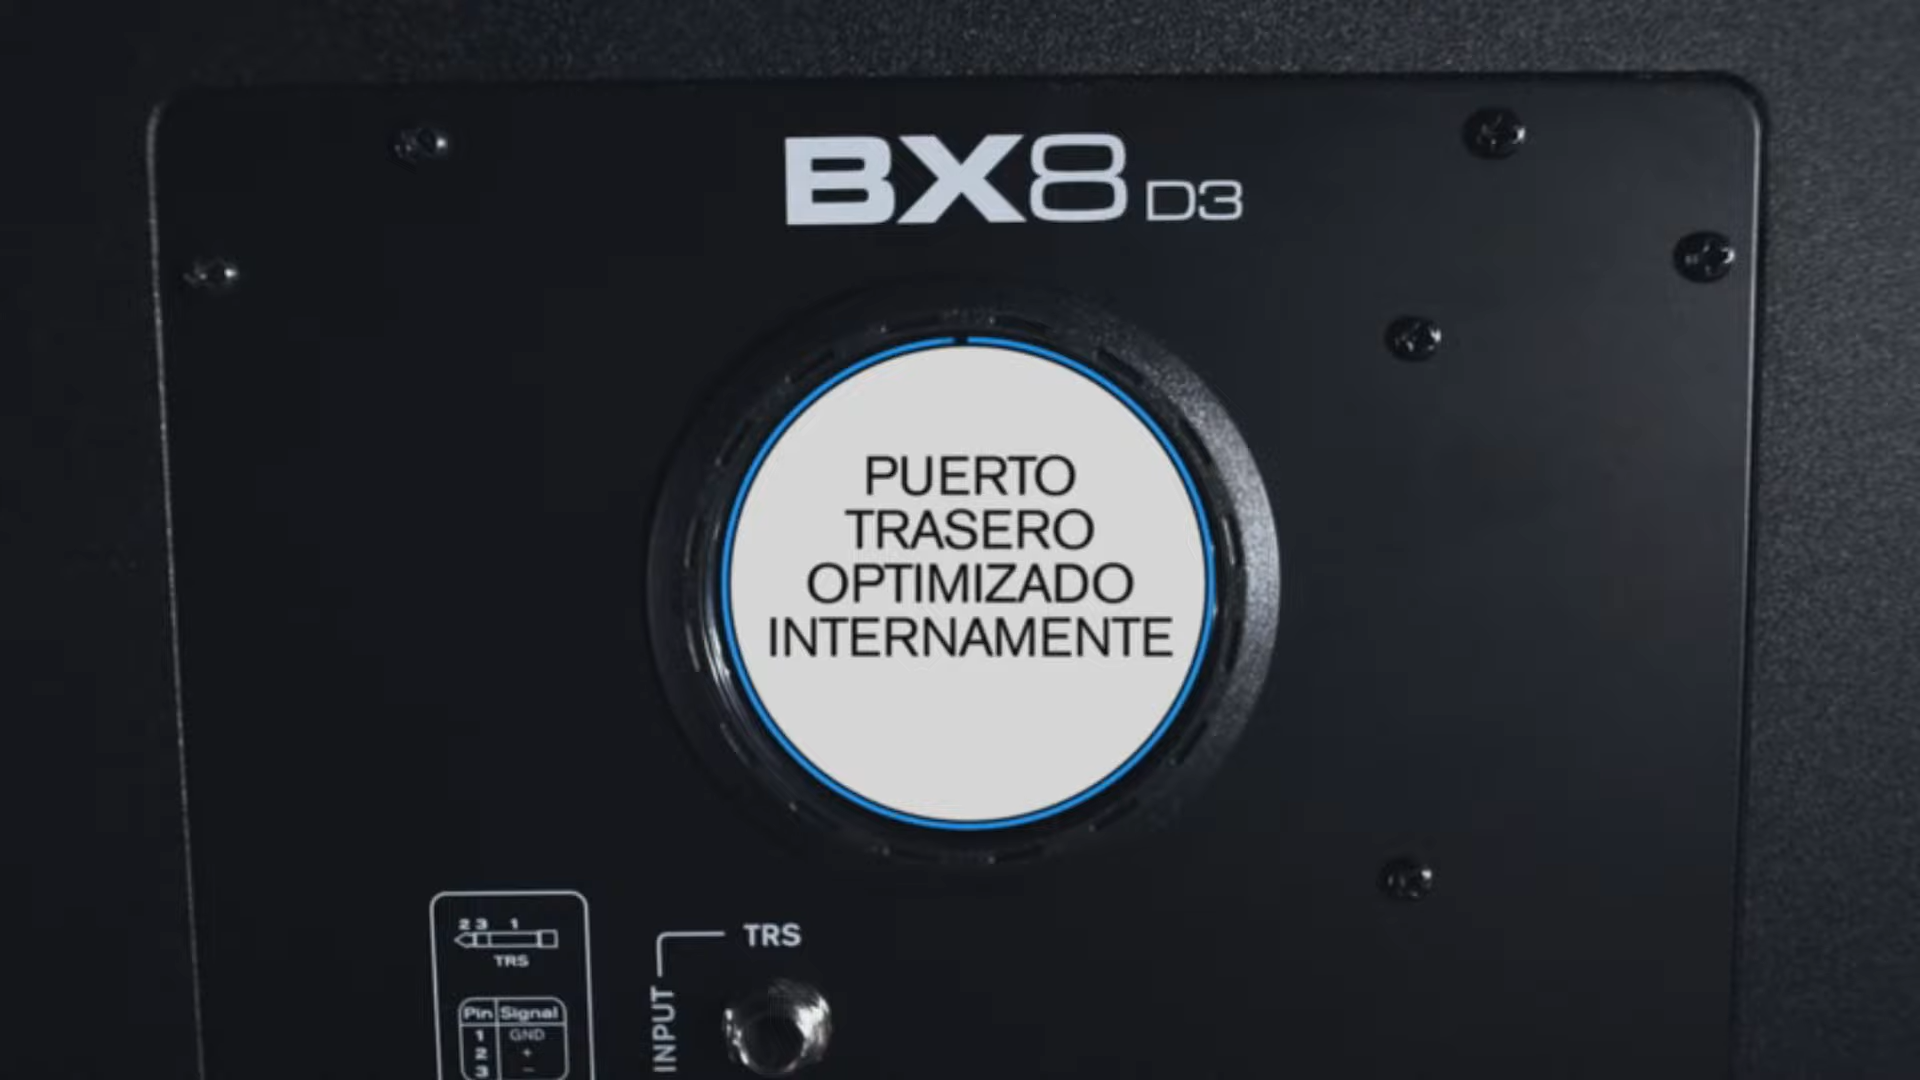 BX8 D3
PUERTO
TRASERO
OPTIMIZADO
INTERNAMENTE
2 3 1
TRS
Pin Signal
1 GND
2 +
3 −
INPUT
TRS